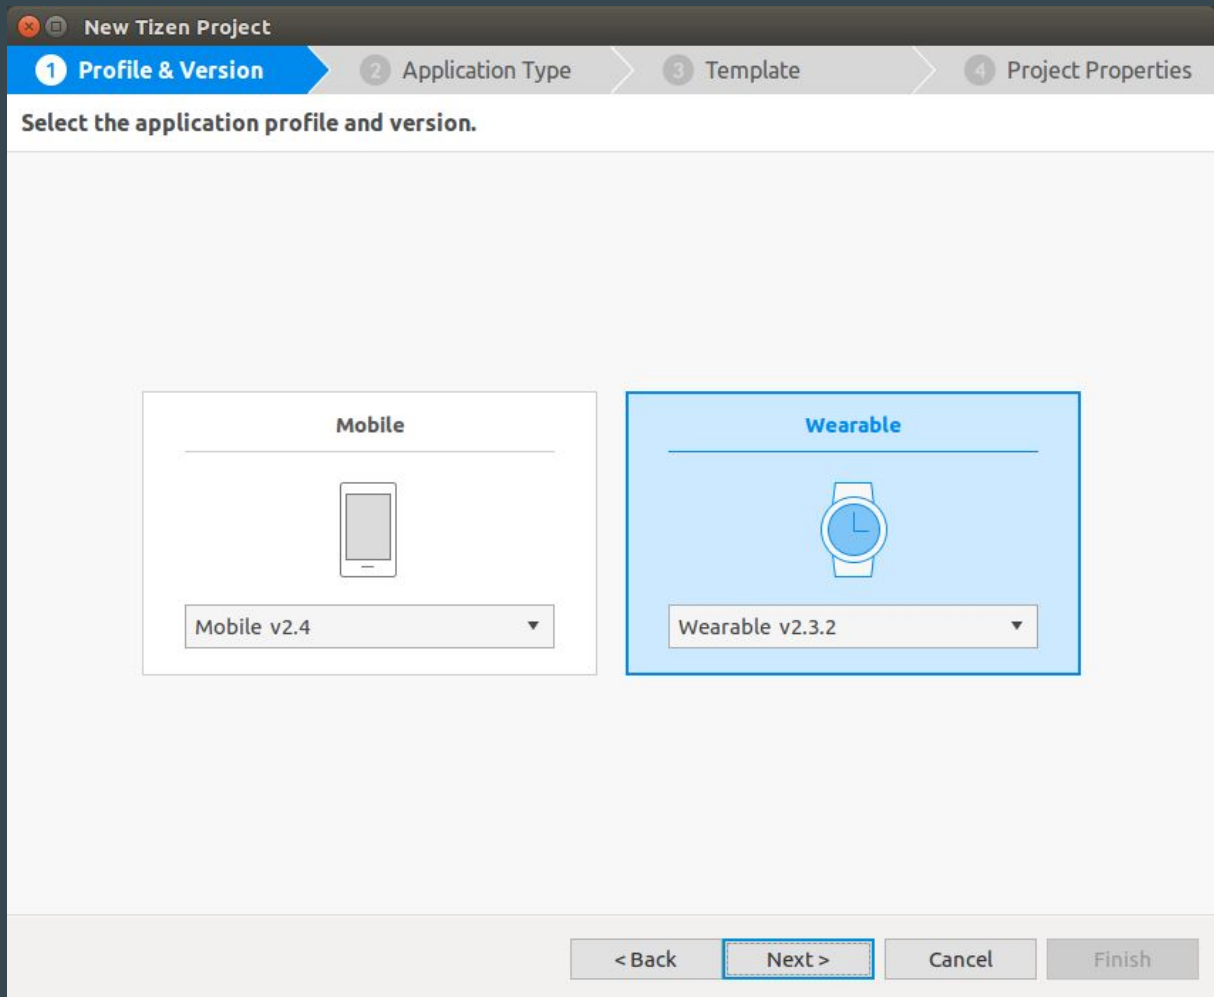 New Tizen Project
1 Profile & Version 2 Application Type 3 Template 4 Project Properties
Select the application profile and version.
Mobile Wearable
Mobile v2.4 Wearable v2.3.2
< Back Next > Cancel Finish